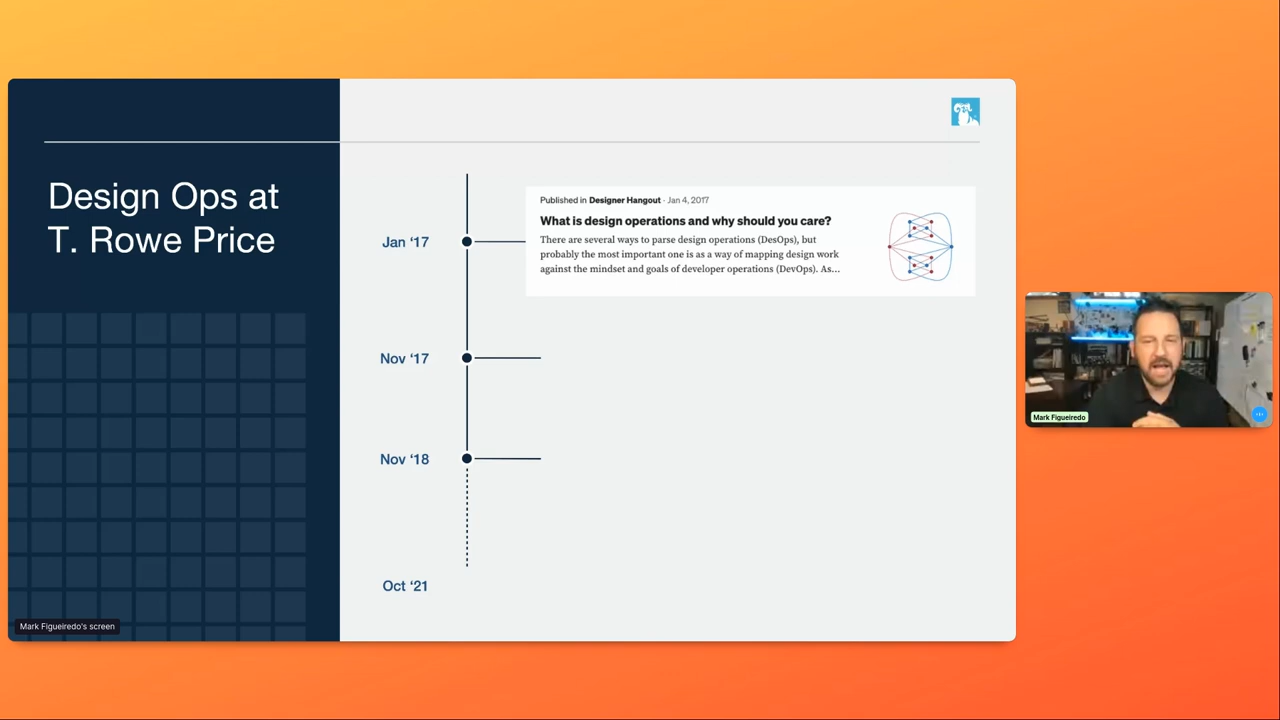 Design Ops at
T. Rowe Price
Jan ‘17
Published in Designer Hangout · Jan 4, 2017
What is design operations and why should you care?
There are several ways to parse design operations (DesOps), but
probably the most important one is as a way of mapping design work
against the mindset and goals of developer operations (DevOps). As...
Nov ‘17
Nov ‘18
Oct ‘21
Mark Figueiredo's screen
Mark Figueiredo